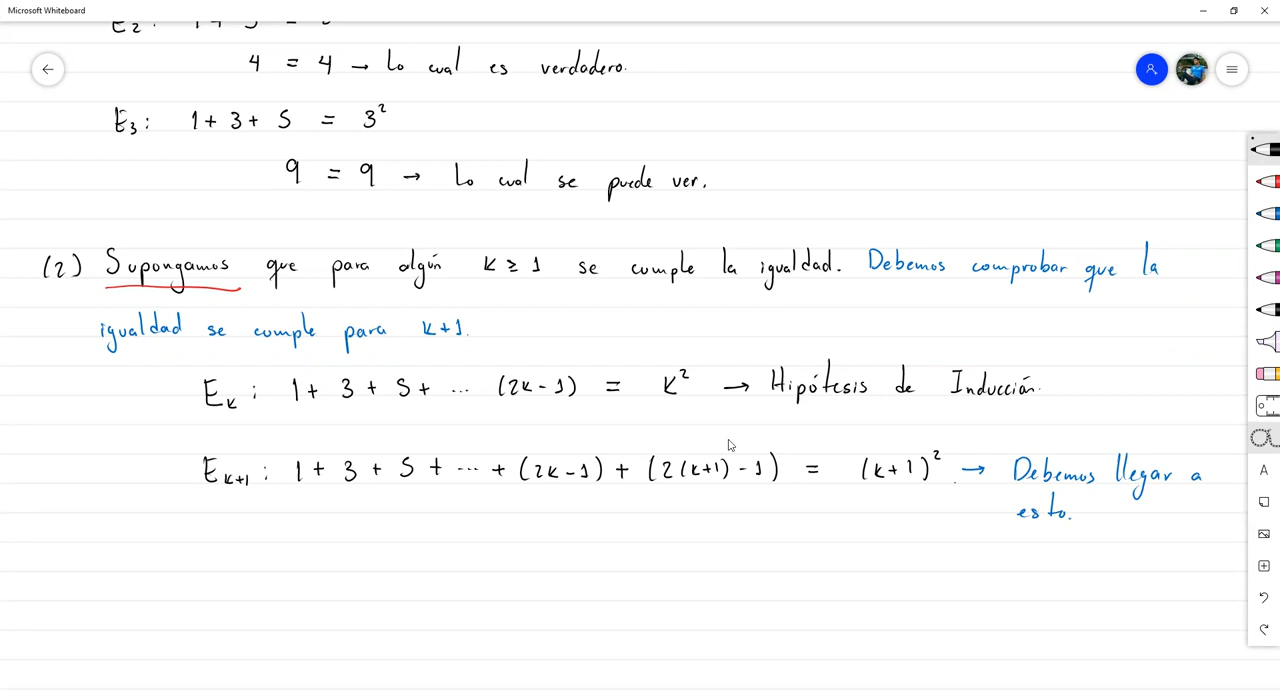 Microsoft Whiteboard
4 = 4 → Lo cual es verdadero.
E₃: 1 + 3 + 5 = 3²
9 = 9 → Lo cual se puede ver.
(2) Supongamos que para algún k ≥ 1 se cumple la igualdad. Debemos comprobar que la
igualdad se cumple para k+1.
Eₖ: 1 + 3 + 5 + ... (2k - 1) = k² → Hipótesis de Inducción.
Eₖ₊₁: 1 + 3 + 5 + ... + (2k - 1) + (2(k+1) - 1) = (k+1)². → Debemos llegar a
esto.